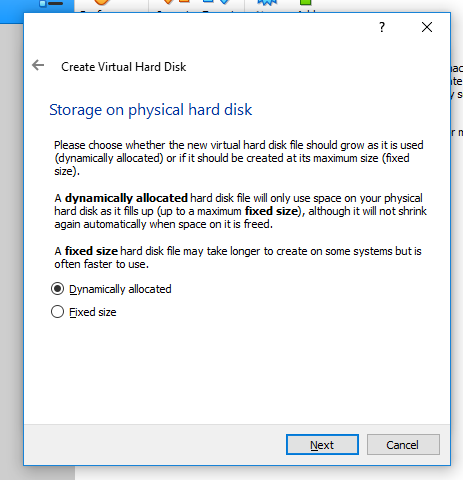 ?
Create Virtual Hard Disk
Storage on physical hard disk
Please choose whether the new virtual hard disk file should grow as it is used
(dynamically allocated) or if it should be created at its maximum size (fixed
size).
A dynamically allocated hard disk file will only use space on your physical
hard disk as it fills up (up to a maximum fixed size), although it will not shrink
again automatically when space on it is freed.
A fixed size hard disk file may take longer to create on some systems but is
often faster to use.
Dynamically allocated
Fixed size
Next
Cancel